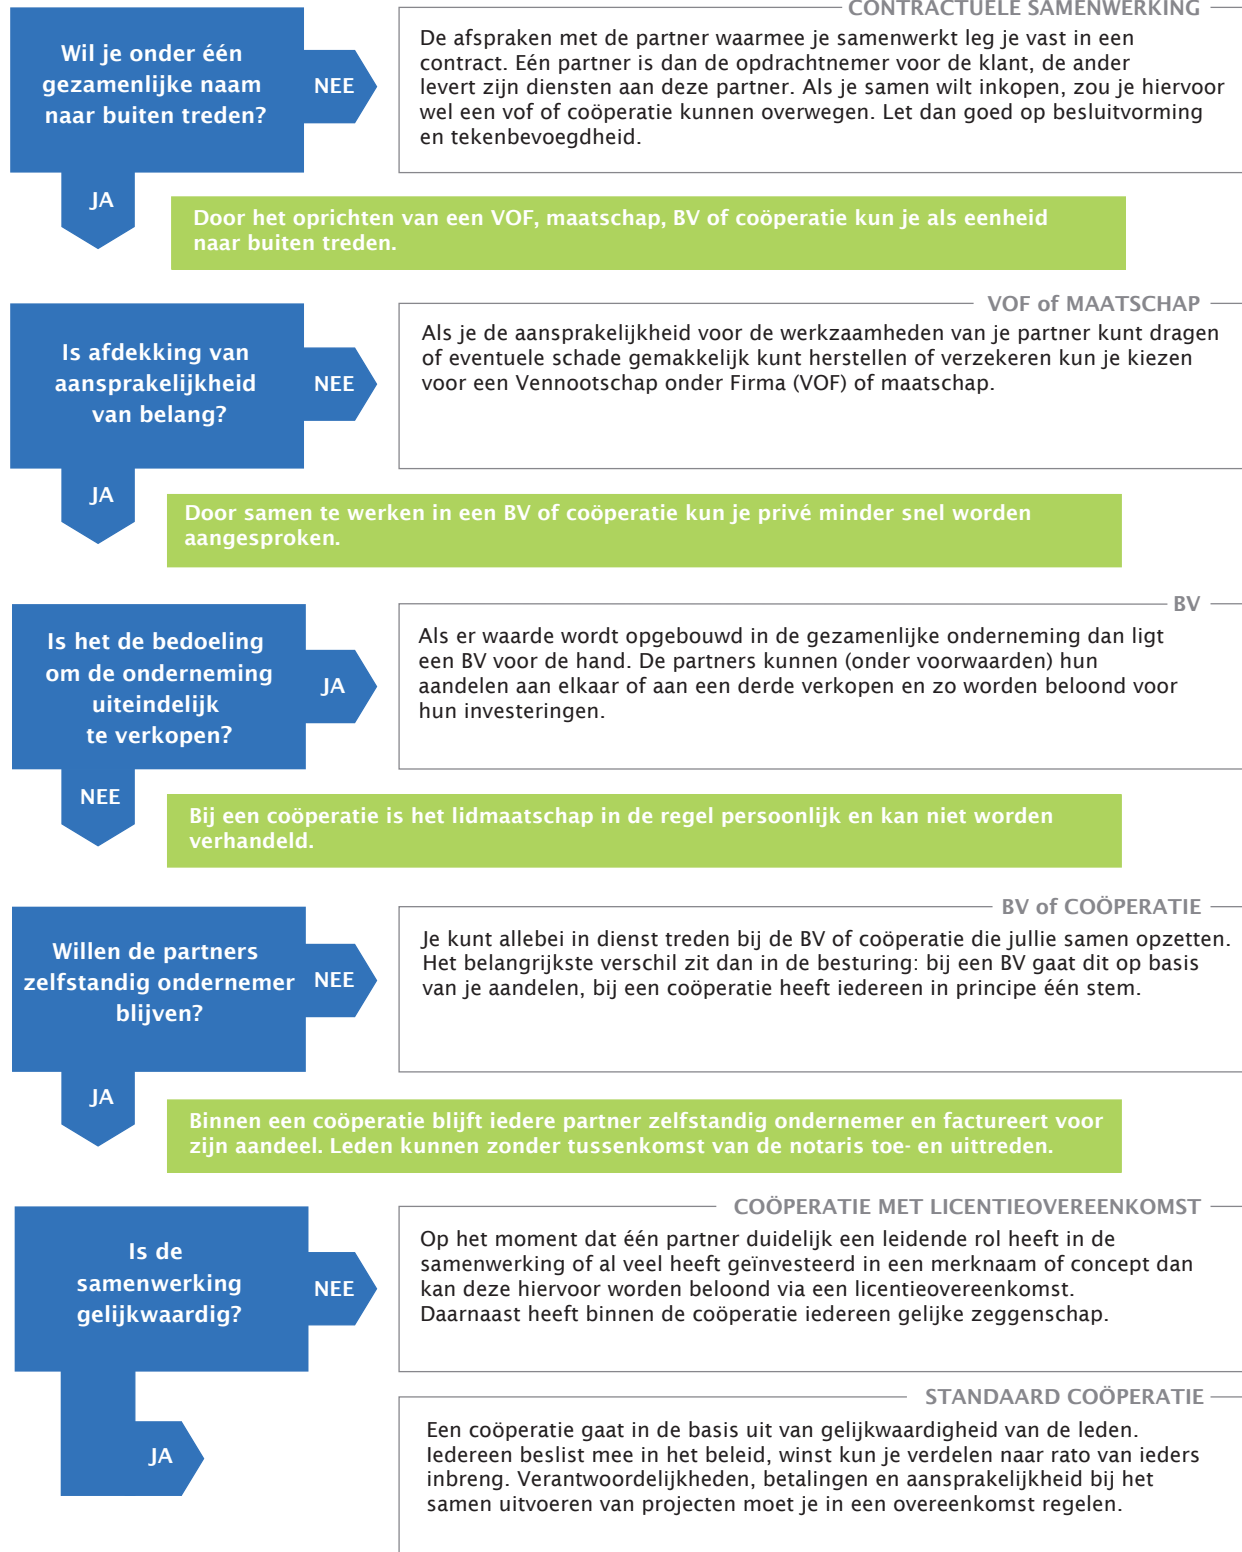 CONTRACTUELE SAMENWERKING
Wil je onder één
gezamenlijke naam
naar buiten treden?
NEE
De afspraken met de partner waarmee je samenwerkt leg je vast in een
contract. Eén partner is dan de opdrachtnemer voor de klant, de ander
levert zijn diensten aan deze partner. Als je samen wilt inkopen, zou je hiervoor
wel een vof of coöperatie kunnen overwegen. Let dan goed op besluitvorming
en tekenbevoegdheid.
JA
Door het oprichten van een VOF, maatschap, BV of coöperatie kun je als eenheid
naar buiten treden.
VOF of MAATSCHAP
Is afdekking van
aansprakelijkheid
van belang?
NEE
Als je de aansprakelijkheid voor de werkzaamheden van je partner kunt dragen
of eventuele schade gemakkelijk kunt herstellen of verzekeren kun je kiezen
voor een Vennootschap onder Firma (VOF) of maatschap.
JA
Door samen te werken in een BV of coöperatie kun je privé minder snel worden
aangesproken.
BV
Is het de bedoeling
om de onderneming
uiteindelijk
te verkopen?
JA
Als er waarde wordt opgebouwd in de gezamenlijke onderneming dan ligt
een BV voor de hand. De partners kunnen (onder voorwaarden) hun
aandelen aan elkaar of aan een derde verkopen en zo worden beloond voor
hun investeringen.
NEE
Bij een coöperatie is het lidmaatschap in de regel persoonlijk en kan niet worden
verhandeld.
BV of COÖPERATIE
Willen de partners
zelfstandig ondernemer
blijven?
NEE
Je kunt allebei in dienst treden bij de BV of coöperatie die jullie samen opzetten.
Het belangrijkste verschil zit dan in de besturing: bij een BV gaat dit op basis
van je aandelen, bij een coöperatie heeft iedereen in principe één stem.
JA
Binnen een coöperatie blijft iedere partner zelfstandig ondernemer en factureert voor
zijn aandeel. Leden kunnen zonder tussenkomst van de notaris toe- en uittreden.
COÖPERATIE MET LICENTIEOVEREENKOMST
Is de
samenwerking
gelijkwaardig?
NEE
Op het moment dat één partner duidelijk een leidende rol heeft in de
samenwerking of al veel heeft geïnvesteerd in een merknaam of concept dan
kan deze hiervoor worden beloond via een licentieovereenkomst.
Daarnaast heeft binnen de coöperatie iedereen gelijke zeggenschap.
STANDAARD COÖPERATIE
JA
Een coöperatie gaat in de basis uit van gelijkwaardigheid van de leden.
Iedereen beslist mee in het beleid, winst kun je verdelen naar rato van ieders
inbreng. Verantwoordelijkheden, betalingen en aansprakelijkheid bij het
samen uitvoeren van projecten moet je in een overeenkomst regelen.